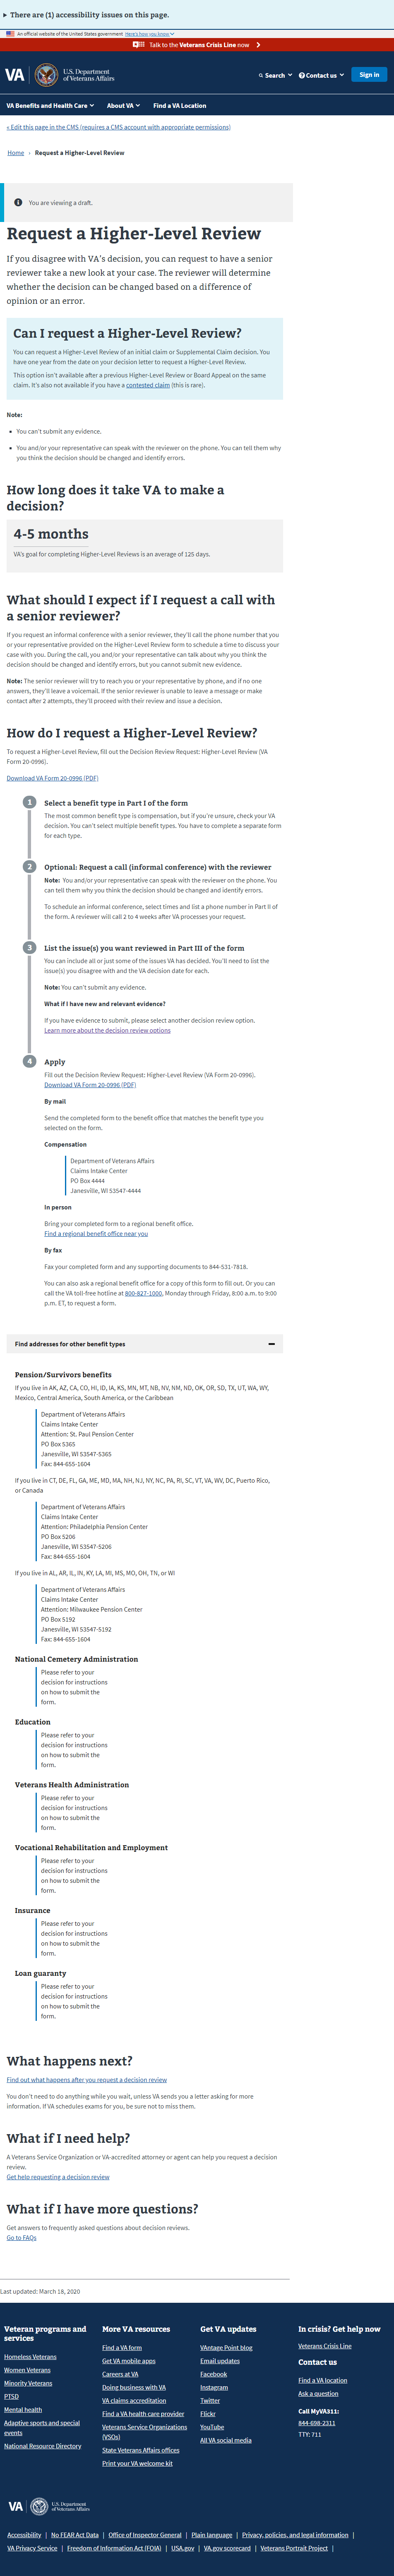 There are (1) accessibility issues on this page.
An official website of the United States government Here's how you know
Talk to the Veterans Crisis Line now
VA
U.S. Department
of Veterans Affairs
Search
Contact us
Sign in
VA Benefits and Health Care
About VA
Find a VA Location
« Edit this page in the CMS (requires a CMS account with appropriate permissions)
Home › Request a Higher-Level Review
You are viewing a draft.
Request a Higher-Level Review
If you disagree with VA's decision, you can request to have a senior
reviewer take a new look at your case. The reviewer will determine
whether the decision can be changed based on a difference of
opinion or an error.
Can I request a Higher-Level Review?
You can request a Higher-Level Review of an initial claim or Supplemental Claim decision. You
have one year from the date on your decision letter to request a Higher-Level Review.
This option isn't available after a previous Higher-Level Review or Board Appeal on the same
claim. It's also not available if you have a contested claim (this is rare).
Note:
You can't submit any evidence.
You and/or your representative can speak with the reviewer on the phone. You can tell them why
you think the decision should be changed and identify errors.
How long does it take VA to make a
decision?
4-5 months
VA's goal for completing Higher-Level Reviews is an average of 125 days.
What should I expect if I request a call with
a senior reviewer?
If you request an informal conference with a senior reviewer, they'll call the phone number that you
or your representative provided on the Higher-Level Review form to schedule a time to discuss your
case with you. During the call, you and/or your representative can talk about why you think the
decision should be changed and identify errors, but you cannot submit new evidence.
Note: The senior reviewer will try to reach you or your representative by phone, and if no one
answers, they'll leave a voicemail. If the senior reviewer is unable to leave a message or make
contact after 2 attempts, they'll proceed with their review and issue a decision.
How do I request a Higher-Level Review?
To request a Higher-Level Review, fill out the Decision Review Request: Higher-Level Review (VA
Form 20-0996).
Download VA Form 20-0996 (PDF)
1
Select a benefit type in Part I of the form
The most common benefit type is compensation, but if you're unsure, check your VA
decision. You can't select multiple benefit types. You have to complete a separate form
for each type.
2
Optional: Request a call (informal conference) with the reviewer
Note: You and/or your representative can speak with the reviewer on the phone. You
can tell them why you think the decision should be changed and identify errors.
To schedule an informal conference, select times and list a phone number in Part II of
the form. A reviewer will call 2 to 4 weeks after VA processes your request.
3
List the issue(s) you want reviewed in Part III of the form
You can include all or just some of the issues VA has decided. You'll need to list the
issue(s) you disagree with and the VA decision date for each.
Note: You can't submit any evidence.
What if I have new and relevant evidence?
If you have evidence to submit, please select another decision review option.
Learn more about the decision review options
4
Apply
Fill out the Decision Review Request: Higher-Level Review (VA Form 20-0996).
Download VA Form 20-0996 (PDF)
By mail
Send the completed form to the benefit office that matches the benefit type you
selected on the form.
Compensation
Department of Veterans Affairs
Claims Intake Center
PO Box 4444
Janesville, WI 53547-4444
In person
Bring your completed form to a regional benefit office.
Find a regional benefit office near you
By fax
Fax your completed form and any supporting documents to 844-531-7818.
You can also ask a regional benefit office for a copy of this form to fill out. Or you can
call the VA toll-free hotline at 800-827-1000, Monday through Friday, 8:00 a.m. to 9:00
p.m. ET, to request a form.
Find addresses for other benefit types
Pension/Survivors benefits
If you live in AK, AZ, CA, CO, HI, ID, IA, KS, MN, MT, NB, NV, NM, ND, OK, OR, SD, TX, UT, WA, WY,
Mexico, Central America, South America, or the Caribbean
Department of Veterans Affairs
Claims Intake Center
Attention: St. Paul Pension Center
PO Box 5365
Janesville, WI 53547-5365
Fax: 844-655-1604
If you live in CT, DE, FL, GA, ME, MD, MA, NH, NJ, NY, NC, PA, RI, SC, VT, VA, WV, DC, Puerto Rico,
or Canada
Department of Veterans Affairs
Claims Intake Center
Attention: Philadelphia Pension Center
PO Box 5206
Janesville, WI 53547-5206
Fax: 844-655-1604
If you live in AL, AR, IL, IN, KY, LA, MI, MS, MO, OH, TN, or WI
Department of Veterans Affairs
Claims Intake Center
Attention: Milwaukee Pension Center
PO Box 5192
Janesville, WI 53547-5192
Fax: 844-655-1604
National Cemetery Administration
Please refer to your
decision for instructions
on how to submit the
form.
Education
Please refer to your
decision for instructions
on how to submit the
form.
Veterans Health Administration
Please refer to your
decision for instructions
on how to submit the
form.
Vocational Rehabilitation and Employment
Please refer to your
decision for instructions
on how to submit the
form.
Insurance
Please refer to your
decision for instructions
on how to submit the
form.
Loan guaranty
Please refer to your
decision for instructions
on how to submit the
form.
What happens next?
Find out what happens after you request a decision review
You don't need to do anything while you wait, unless VA sends you a letter asking for more
information. If VA schedules exams for you, be sure not to miss them.
What if I need help?
A Veterans Service Organization or VA-accredited attorney or agent can help you request a decision
review.
Get help requesting a decision review
What if I have more questions?
Get answers to frequently asked questions about decision reviews.
Go to FAQs
Last updated: March 18, 2020
Veteran programs and
services
Homeless Veterans
Women Veterans
Minority Veterans
PTSD
Mental health
Adaptive sports and special
events
National Resource Directory
More VA resources
Find a VA form
Get VA mobile apps
Careers at VA
Doing business with VA
VA claims accreditation
Find a VA health care provider
Veterans Service Organizations
(VSOs)
State Veterans Affairs offices
Print your VA welcome kit
Get VA updates
VAntage Point blog
Email updates
Facebook
Instagram
Twitter
Flickr
YouTube
All VA social media
In crisis? Get help now
Veterans Crisis Line
Contact us
Find a VA location
Ask a question
Call MyVA311:
844-698-2311
TTY: 711
VA
U.S. Department
of Veterans Affairs
Accessibility | No FEAR Act Data | Office of Inspector General | Plain language | Privacy, policies, and legal information |
VA Privacy Service | Freedom of Information Act (FOIA) | USA.gov | VA.gov scorecard | Veterans Portrait Project |